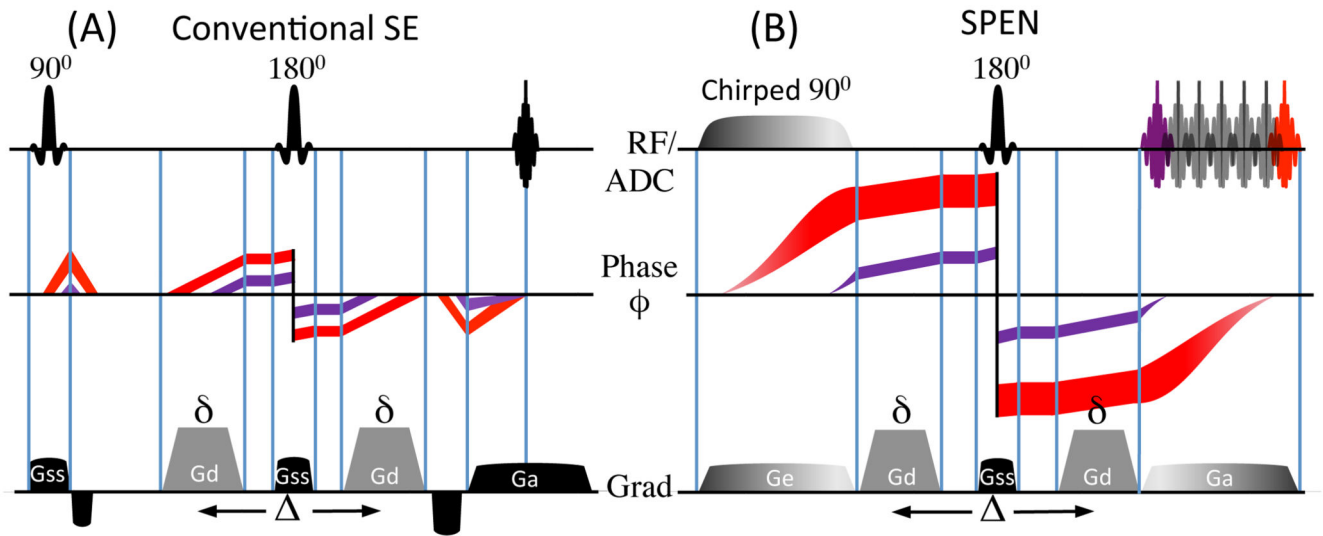 (A)
Conventional SE
90⁰
180⁰
δ
δ
Gss
Gd
Gss
Gd
Ga
Δ
RF/
ADC
Phase
ϕ
Grad
(B)
SPEN
Chirped 90⁰
180⁰
δ
δ
Ge
Gd
Gss
Gd
Ga
Δ